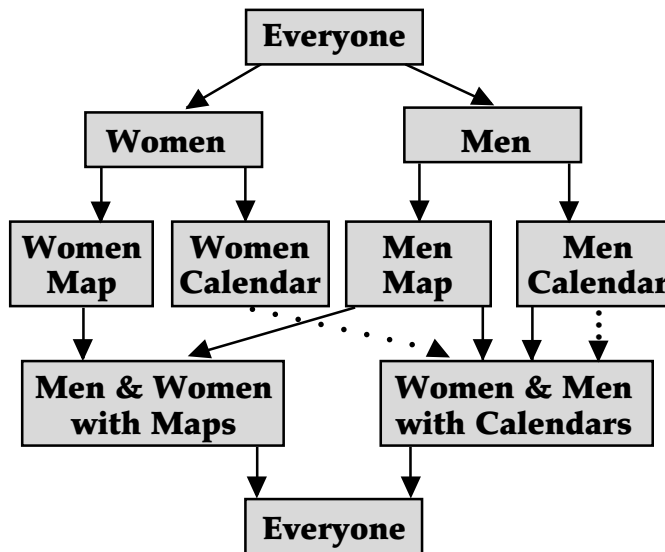 Everyone
Women
Men
Women
Map
Women
Calendar
Men
Map
Men
Calendar
Men & Women
with Maps
Women & Men
with Calendars
Everyone